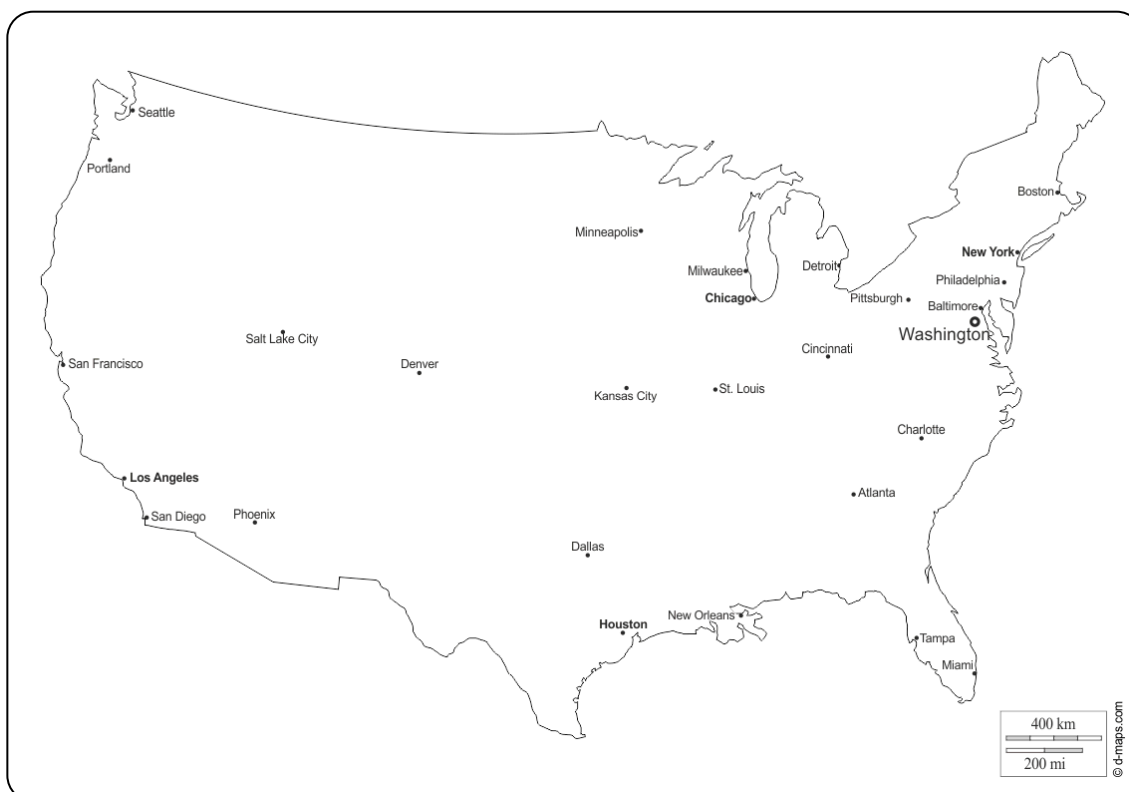 Seattle
Portland
Boston
Minneapolis
New York
Detroit
Milwaukee
Philadelphia
Chicago
Pittsburgh
Baltimore
Washington
Salt Lake City
Cincinnati
San Francisco
Denver
St. Louis
Kansas City
Charlotte
Los Angeles
Atlanta
Phoenix
San Diego
Dallas
New Orleans
Houston
Tampa
Miami
400 km
200 mi
© d-maps.com